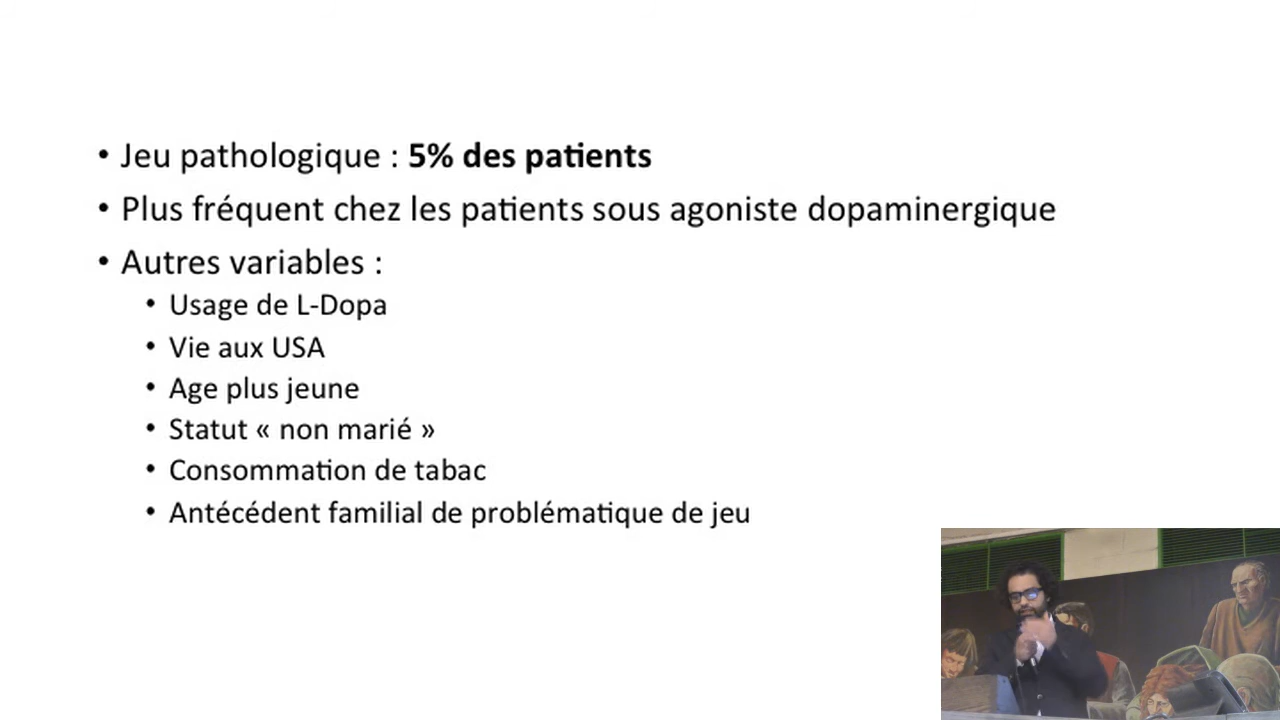 • Jeu pathologique : 5% des patients
• Plus fréquent chez les patients sous agoniste dopaminergique
• Autres variables :
• Usage de L-Dopa
• Vie aux USA
• Age plus jeune
• Statut « non marié »
• Consommation de tabac
• Antécédent familial de problématique de jeu